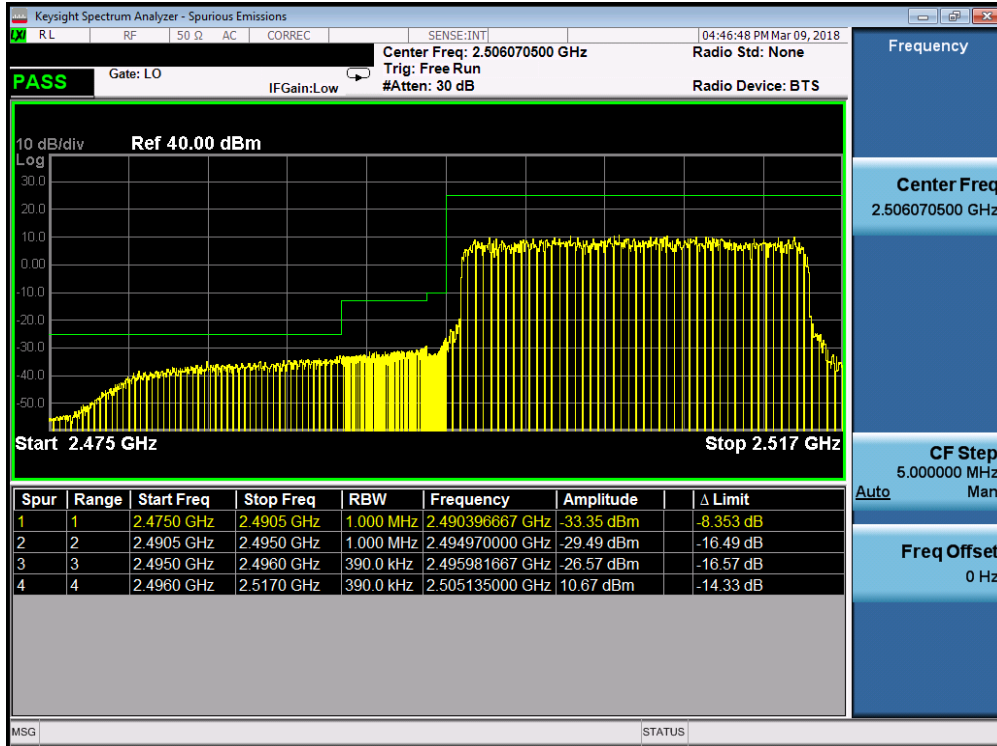 Keysight Spectrum Analyzer - Spurious Emissions
LXI RL RF 50 Ω AC CORREC SENSE:INT 04:46:48 PM Mar 09, 2018
Center Freq: 2.506070500 GHz Radio Std: None
PASS Gate: LO Trig: Free Run
IFGain:Low #Atten: 30 dB Radio Device: BTS
10 dB/div Ref 40.00 dBm
Log
30.0
20.0
10.0
0.00
-10.0
-20.0
-30.0
-40.0
-50.0
Start 2.475 GHz Stop 2.517 GHz
Spur Range Start Freq Stop Freq RBW Frequency Amplitude Δ Limit
1 1 2.4750 GHz 2.4905 GHz 1.000 MHz 2.490396667 GHz -33.35 dBm -8.353 dB
2 2 2.4905 GHz 2.4950 GHz 1.000 MHz 2.494970000 GHz -29.49 dBm -16.49 dB
3 3 2.4950 GHz 2.4960 GHz 390.0 kHz 2.495981667 GHz -26.57 dBm -16.57 dB
4 4 2.4960 GHz 2.5170 GHz 390.0 kHz 2.505135000 GHz 10.67 dBm -14.33 dB
MSG STATUS
Frequency
Center Freq
2.506070500 GHz
CF Step
5.000000 MHz
Auto Man
Freq Offset
0 Hz